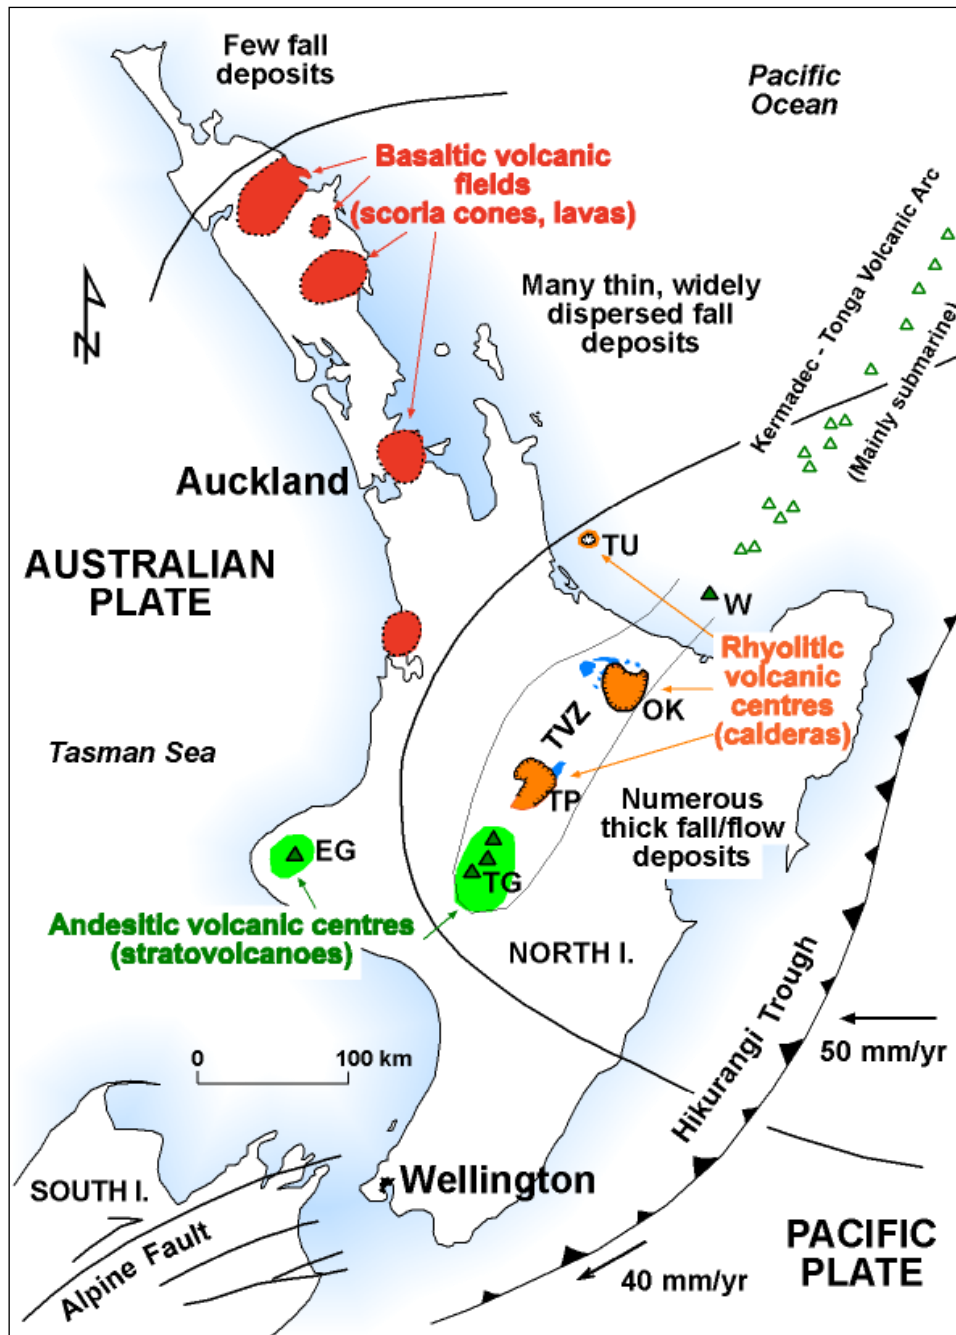 Few fall
deposits
Pacific
Ocean
Basaltic volcanic
fields
(scoria cones, lavas)
Kermadec - Tonga Volcanic Arc
(Mainly submarine)
N
Many thin, widely
dispersed fall
deposits
Auckland
AUSTRALIAN
PLATE
TU
W
Rhyolitic
volcanic
centres
(calderas)
OK
TVZ
Tasman Sea
TP
Numerous
thick fall/flow
deposits
EG
TG
Andesitic volcanic centres
(stratovolcanoes)
NORTH I.
Hikurangi Trough
50 mm/yr
0 100 km
Wellington
SOUTH I.
Alpine Fault
PACIFIC
PLATE
40 mm/yr